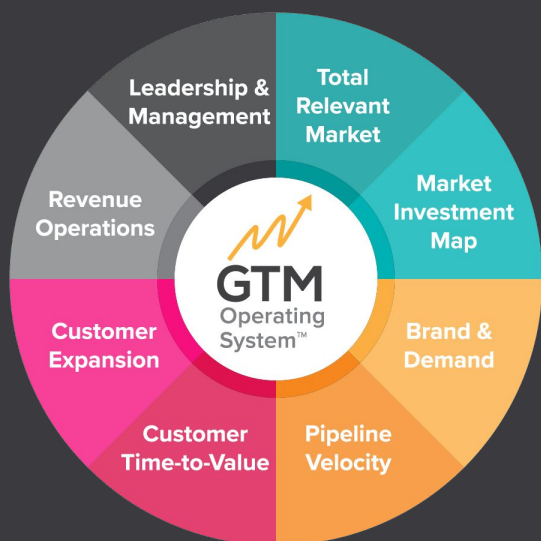 Leadership &
Management
Total
Relevant
Market
Market
Investment
Map
Brand &
Demand
Pipeline
Velocity
Customer
Time-to-Value
Customer
Expansion
Revenue
Operations
GTM
Operating
System™